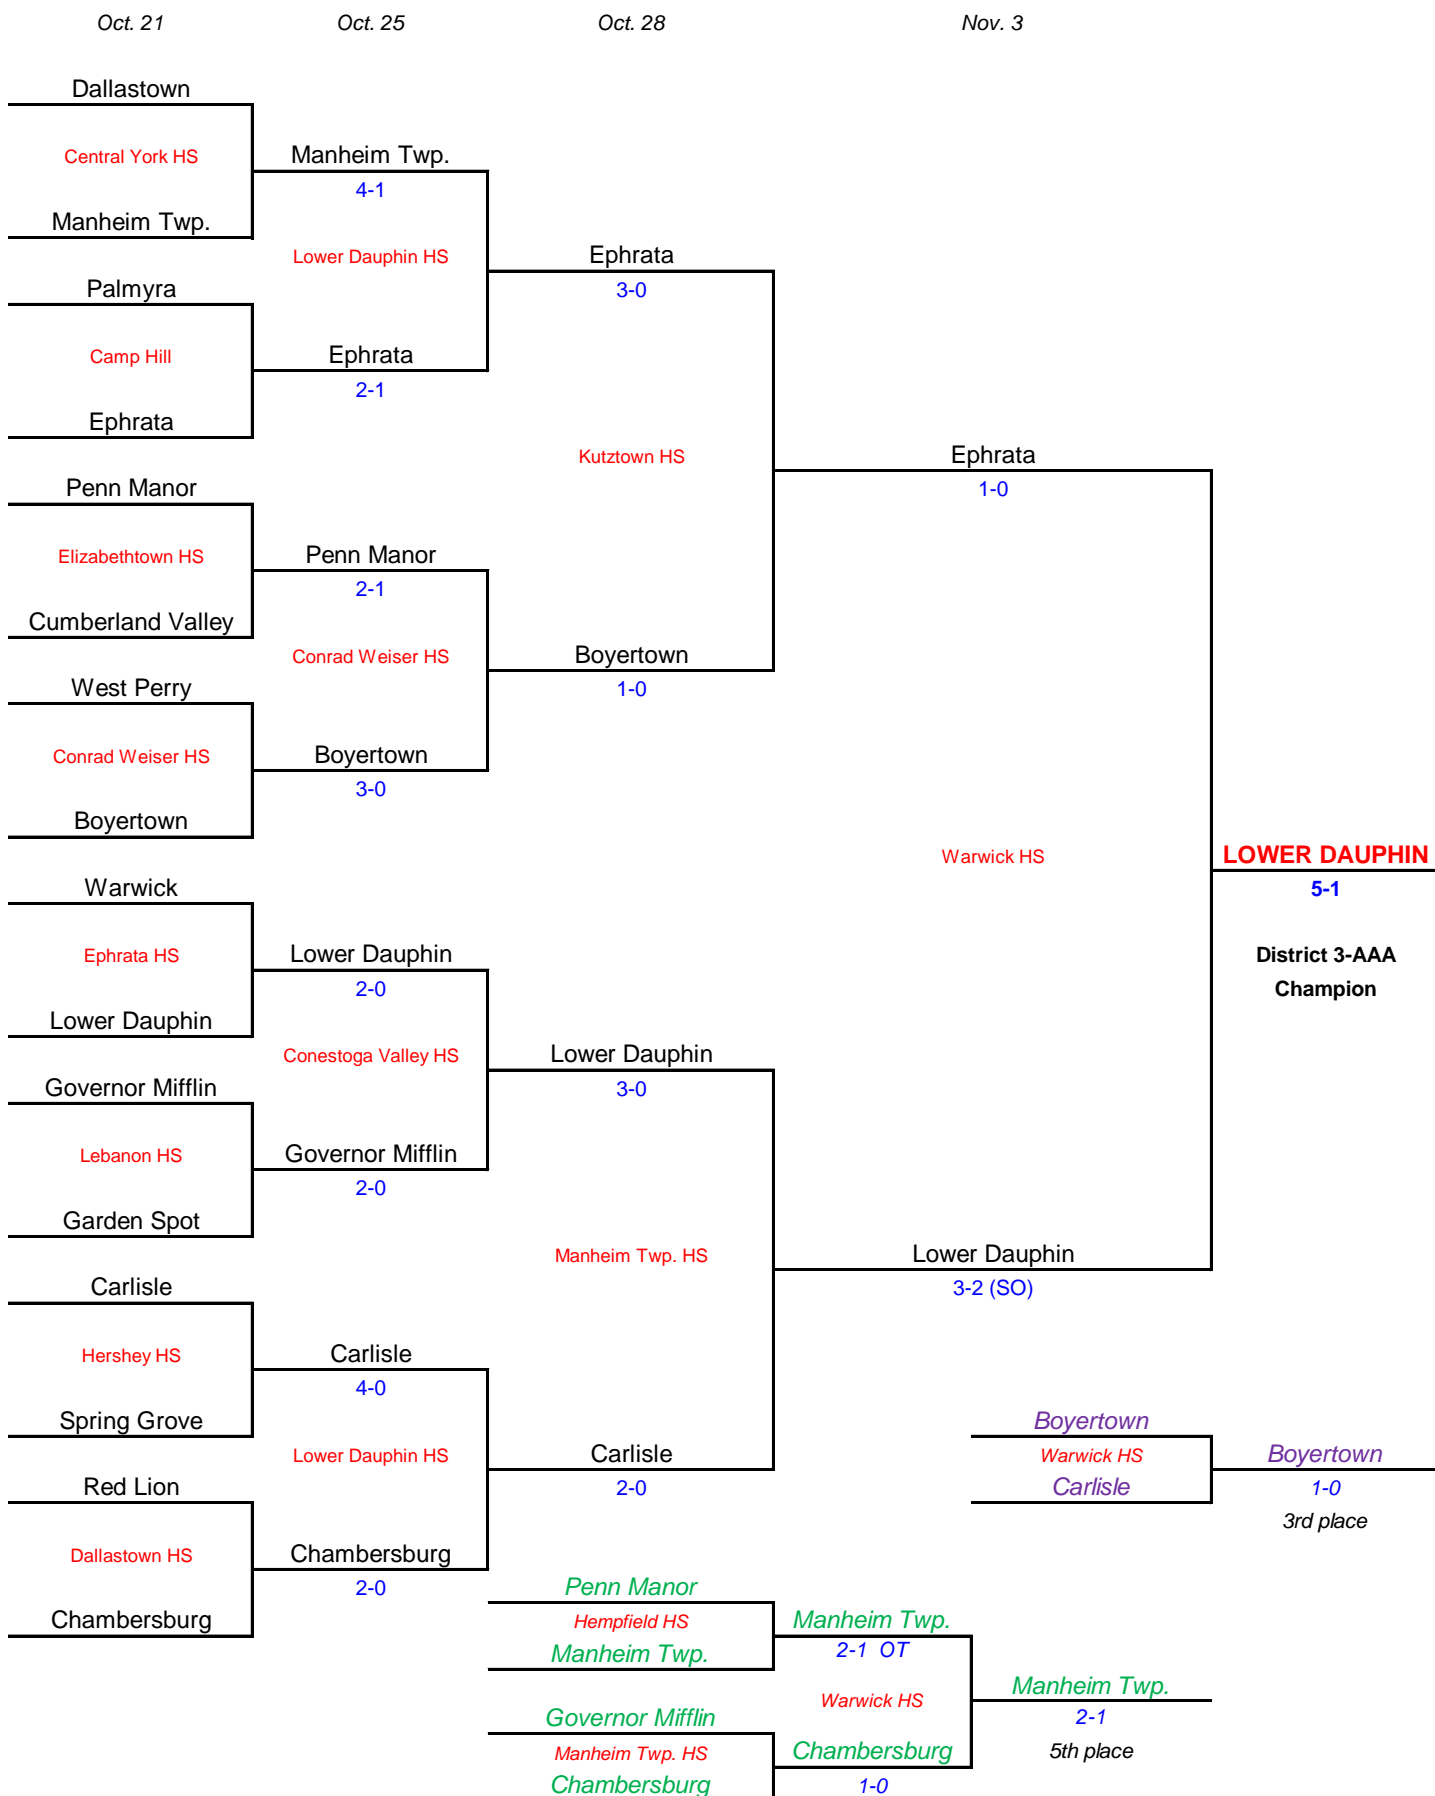 Oct. 21 Oct. 25 Oct. 28 Nov. 3
Dallastown
Central York HS
Manheim Twp.
4-1
Manheim Twp.
Lower Dauphin HS
Ephrata
3-0
Palmyra
Camp Hill
Ephrata
2-1
Ephrata
Kutztown HS
Ephrata
1-0
Penn Manor
Elizabethtown HS
Penn Manor
2-1
Cumberland Valley
Conrad Weiser HS
Boyertown
1-0
West Perry
Conrad Weiser HS
Boyertown
3-0
Boyertown
Warwick HS
LOWER DAUPHIN
5-1
District 3-AAA
Champion
Warwick
Ephrata HS
Lower Dauphin
2-0
Lower Dauphin
Conestoga Valley HS
Lower Dauphin
3-0
Governor Mifflin
Lebanon HS
Governor Mifflin
2-0
Garden Spot
Manheim Twp. HS
Lower Dauphin
3-2 (SO)
Carlisle
Hershey HS
Carlisle
4-0
Spring Grove
Lower Dauphin HS
Carlisle
2-0
Red Lion
Dallastown HS
Chambersburg
2-0
Chambersburg
Boyertown
Warwick HS
Carlisle
Boyertown
1-0
3rd place
Penn Manor
Hempfield HS
Manheim Twp.
Manheim Twp.
2-1 OT
Warwick HS
Manheim Twp.
2-1
5th place
Governor Mifflin
Manheim Twp. HS
Chambersburg
Chambersburg
1-0